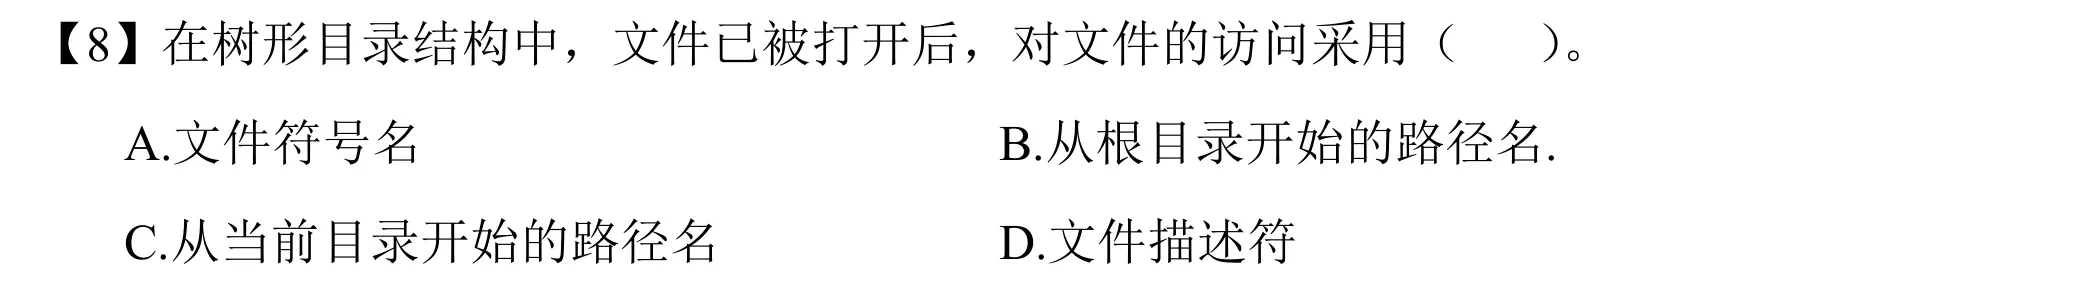 【8】在树形目录结构中，文件已被打开后，对文件的访问采用（　　）。
A.文件符号名　　B.从根目录开始的路径名.
C.从当前目录开始的路径名　　D.文件描述符